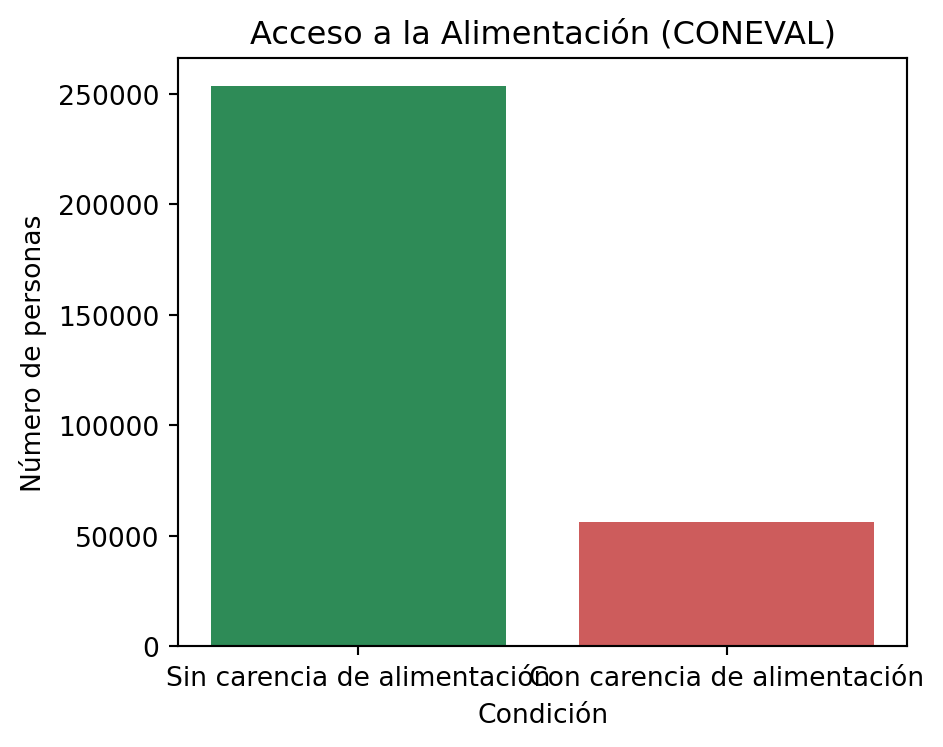 Acceso a la Alimentación (CONEVAL)
250000
200000
150000
100000
50000
0
Número de personas
Sin carencia de alimentación
Con carencia de alimentación
Condición